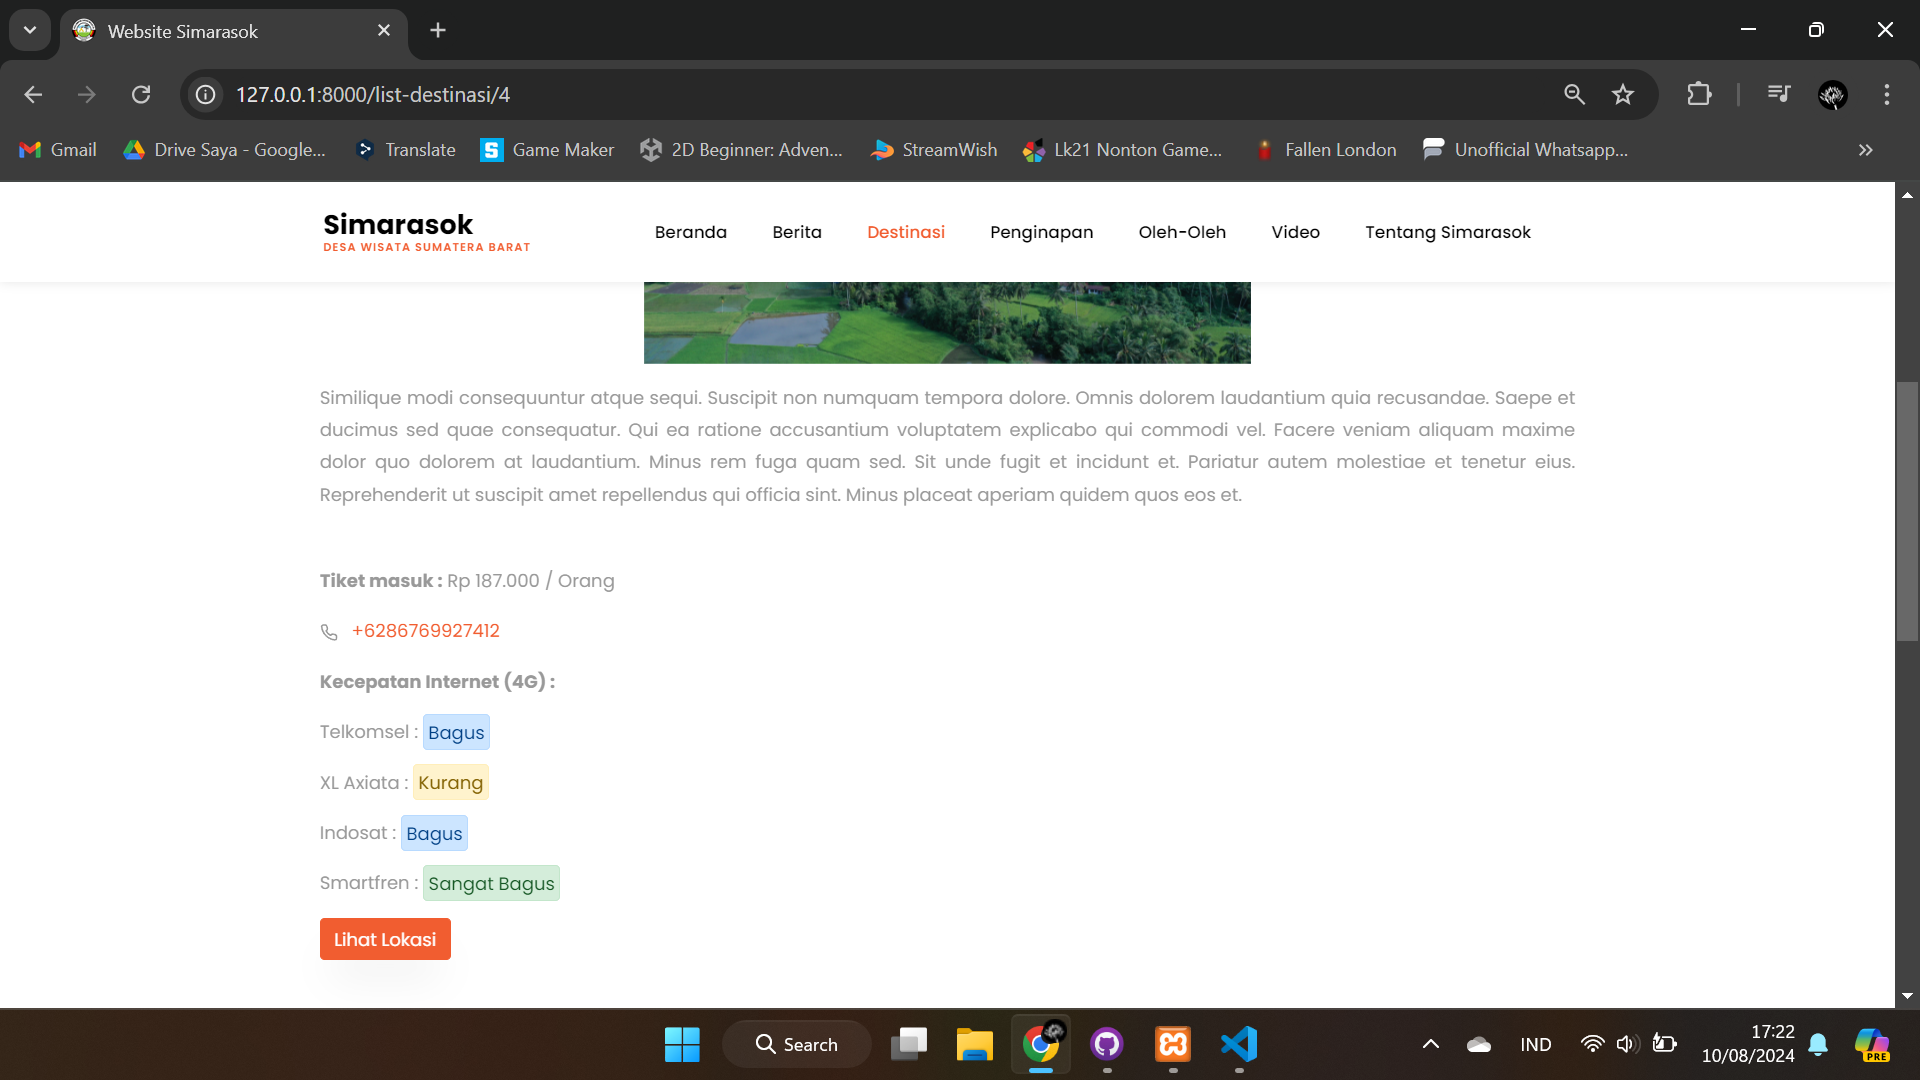 Website Simarasok
127.0.0.1:8000/list-destinasi/4
Gmail
Drive Saya - Google...
Translate
Game Maker
2D Beginner: Adven...
StreamWish
Lk21 Nonton Game...
Fallen London
Unofficial Whatsapp...
Simarasok
DESA WISATA SUMATERA BARAT
Beranda
Berita
Destinasi
Penginapan
Oleh-Oleh
Video
Tentang Simarasok
Similique modi consequuntur atque sequi. Suscipit non numquam tempora dolore. Omnis dolorem laudantium quia recusandae. Saepe et
ducimus sed quae consequatur. Qui ea ratione accusantium voluptatem explicabo qui commodi vel. Facere veniam aliquam maxime
dolor quo dolorem at laudantium. Minus rem fuga quam sed. Sit unde fugit et incidunt et. Pariatur autem molestiae et tenetur eius.
Reprehenderit ut suscipit amet repellendus qui officia sint. Minus placeat aperiam quidem quos eos et.
Tiket masuk : Rp 187.000 / Orang
+6286769927412
Kecepatan Internet (4G) :
Telkomsel : Bagus
XL Axiata : Kurang
Indosat : Bagus
Smartfren : Sangat Bagus
Lihat Lokasi
Search
IND
17:22
10/08/2024
PRE